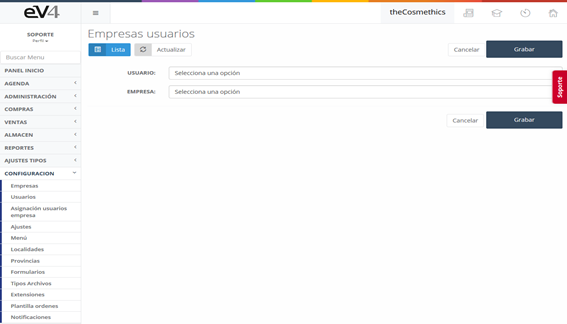 eV4
theCosmethics
SOPORTE
Perfil
Buscar Menu
PANEL INICIO
AGENDA
ADMINISTRACIÓN
COMPRAS
VENTAS
ALMACEN
REPORTES
AJUSTES TIPOS
CONFIGURACION
Empresas
Usuarios
Asignación usuarios
empresa
Ajustes
Menú
Localidades
Provincias
Formularios
Tipos Archivos
Extensiones
Plantilla ordenes
Notificaciones
Empresas usuarios
Lista Actualizar Cancelar Grabar
USUARIO: Selecciona una opción
EMPRESA: Selecciona una opción
Cancelar Grabar
Soporte